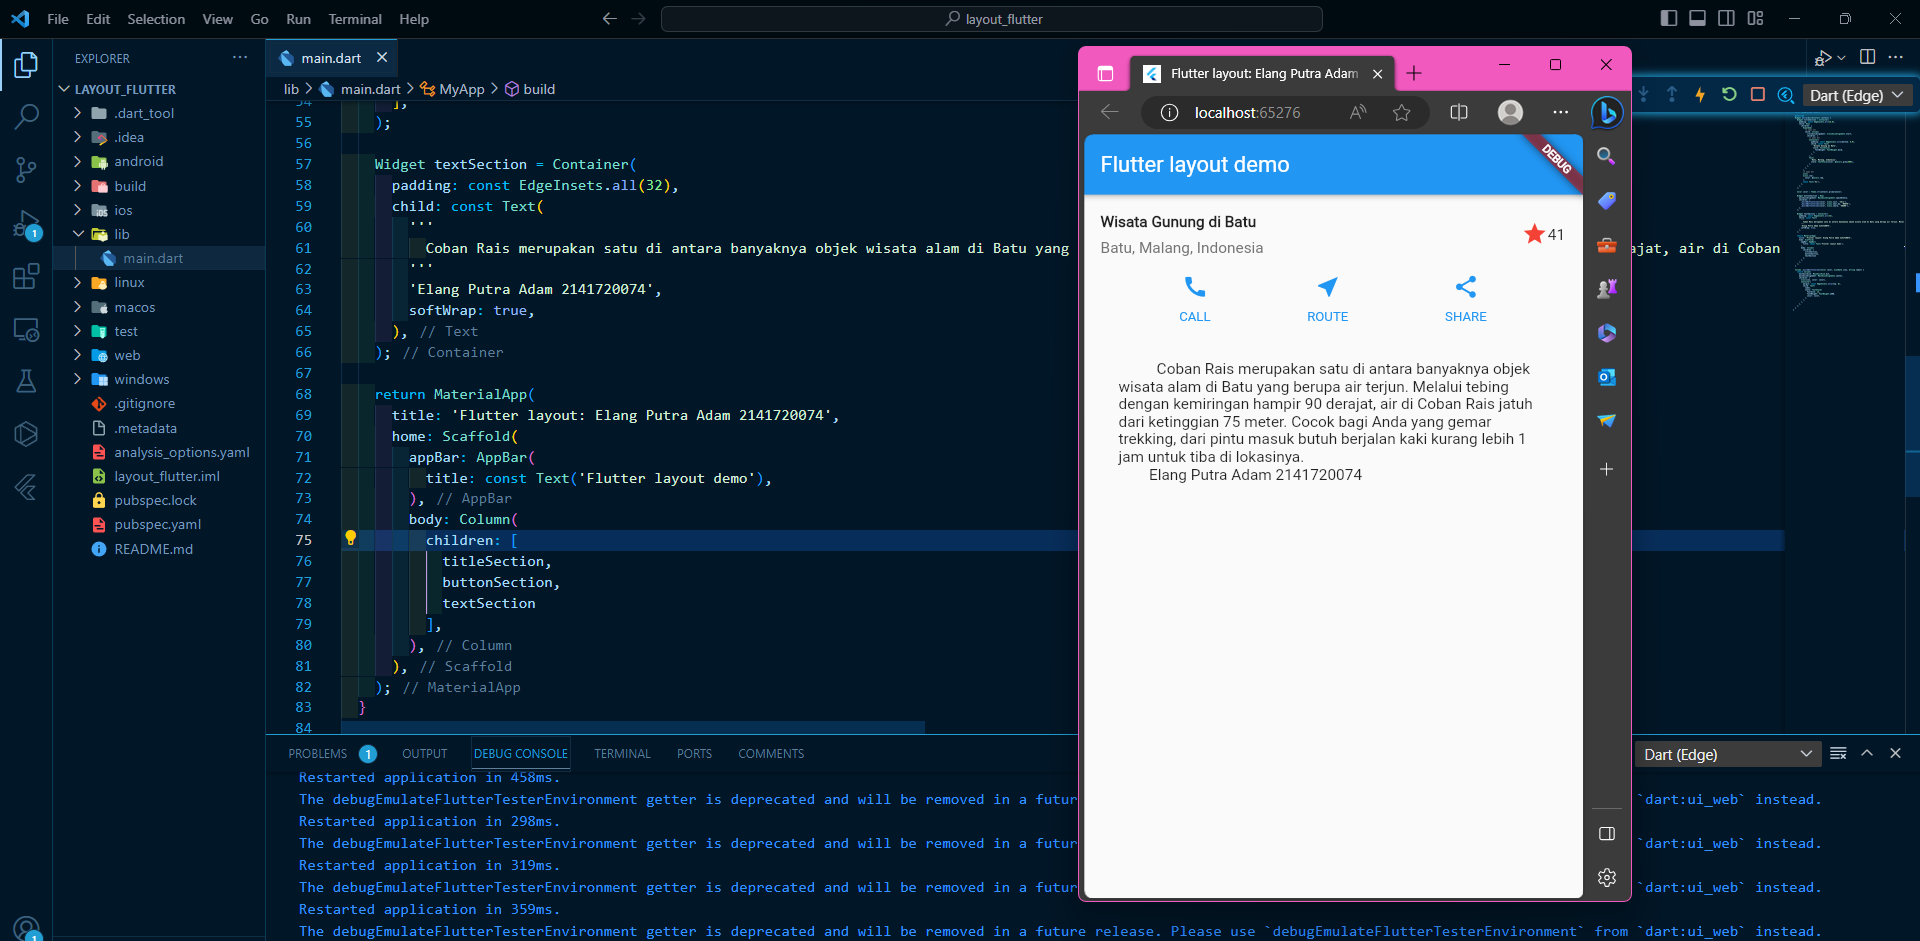 File Edit Selection View Go Run Terminal Help
layout_flutter
EXPLORER
LAYOUT_FLUTTER
.dart_tool
.idea
android
build
ios
lib
main.dart
linux
macos
test
web
windows
.gitignore
.metadata
analysis_options.yaml
layout_flutter.iml
pubspec.lock
pubspec.yaml
README.md
1
1
main.dart
lib > main.dart > MyApp > build
54 ],
55 );
56
57 Widget textSection = Container(
58 padding: const EdgeInsets.all(32),
59 child: const Text(
60 '''
61 Coban Rais merupakan satu di antara banyaknya objek wisata alam di Batu yang
ajat, air di Coban
62 '''
63 'Elang Putra Adam 2141720074',
64 softWrap: true,
65 ), // Text
66 ); // Container
67
68 return MaterialApp(
69 title: 'Flutter layout: Elang Putra Adam 2141720074',
70 home: Scaffold(
71 appBar: AppBar(
72 title: const Text('Flutter layout demo'),
73 ), // AppBar
74 body: Column(
75 children: [
76 titleSection,
77 buttonSection,
78 textSection
79 ],
80 ), // Column
81 ), // Scaffold
82 ); // MaterialApp
83 }
84
Dart (Edge)
Flutter layout: Elang Putra Adam
localhost:65276
Flutter layout demo
DEBUG
Wisata Gunung di Batu
Batu, Malang, Indonesia
41
CALL ROUTE SHARE
Coban Rais merupakan satu di antara banyaknya objek
wisata alam di Batu yang berupa air terjun. Melalui tebing
dengan kemiringan hampir 90 derajat, air di Coban Rais jatuh
dari ketinggian 75 meter. Cocok bagi Anda yang gemar
trekking, dari pintu masuk butuh berjalan kaki kurang lebih 1
jam untuk tiba di lokasinya.
Elang Putra Adam 2141720074
PROBLEMS 1 OUTPUT DEBUG CONSOLE TERMINAL PORTS COMMENTS
Dart (Edge)
Restarted application in 458ms.
The debugEmulateFlutterTesterEnvironment getter is deprecated and will be removed in a futur `dart:ui_web` instead.
Restarted application in 298ms.
The debugEmulateFlutterTesterEnvironment getter is deprecated and will be removed in a futur `dart:ui_web` instead.
Restarted application in 319ms.
The debugEmulateFlutterTesterEnvironment getter is deprecated and will be removed in a futur `dart:ui_web` instead.
Restarted application in 359ms.
The debugEmulateFlutterTesterEnvironment getter is deprecated and will be removed in a future release. Please use `debugEmulateFlutterTesterEnvironment` from `dart:ui_web` instead.